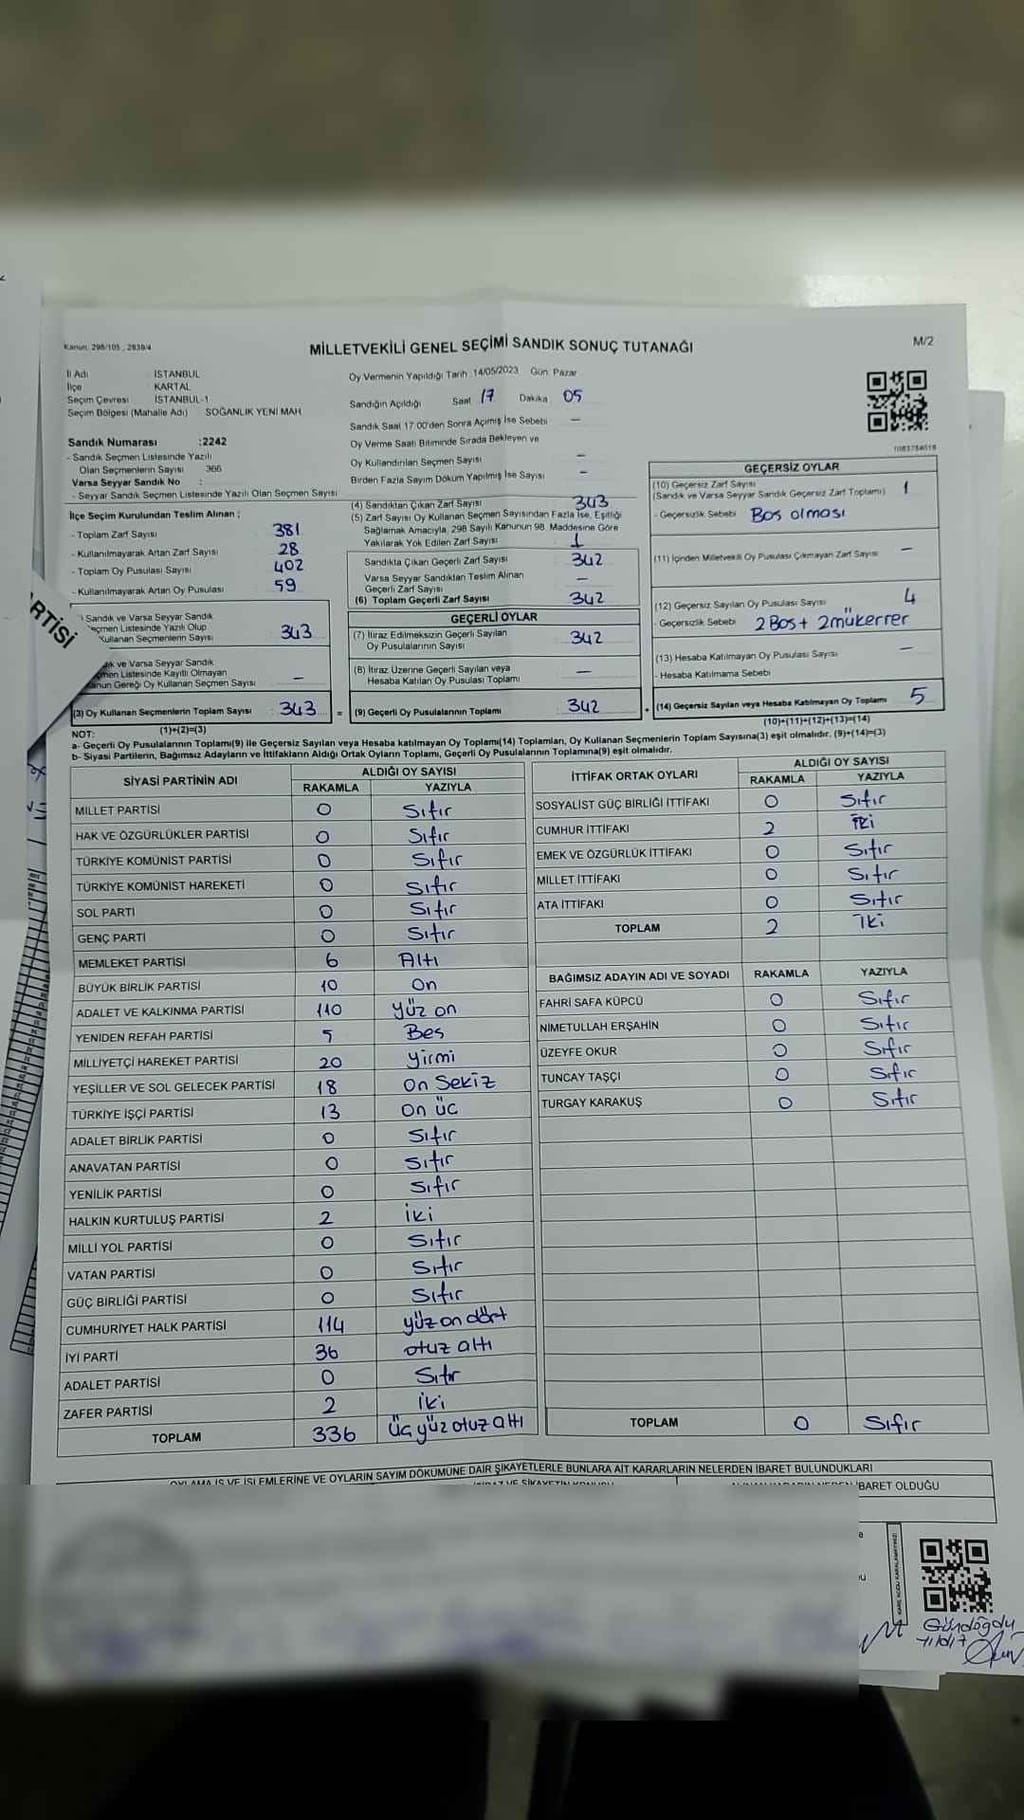 Kanun: 298/105, 2839/4
MİLLETVEKİLİ GENEL SEÇİMİ SANDIK SONUÇ TUTANAĞI
M/2
İl Adı İSTANBUL
İlçe KARTAL
Seçim Çevresi İSTANBUL-1
Seçim Bölgesi (Mahalle Adı) SOĞANLIK YENİ MAH
Sandık Numarası :2242
- Sandık Seçmen Listesinde Yazılı
Olan Seçmenlerin Sayısı 366
Varsa Seyyar Sandık No :
- Seyyar Sandık Seçmen Listesinde Yazılı Olan Seçmen Sayısı
İlçe Seçim Kurulundan Teslim Alınan ;
- Toplam Zarf Sayısı 381
- Kullanılmayarak Artan Zarf Sayısı 28
- Toplam Oy Pusulası Sayısı 402
- Kullanılmayarak Artan Oy Pusulası 59
RTİSİ
) Sandık ve Varsa Seyyar Sandık
çmen Listesinde Yazılı Olup
Kullanan Seçmenlerin Sayısı 343
ık ve Varsa Seyyar Sandık
men Listesinde Kayıtlı Olmayan
anun Gereği Oy Kullanan Seçmen Sayısı –
(3) Oy Kullanan Seçmenlerin Toplam Sayısı 343 =
(1)+(2)=(3)
Oy Vermenin Yapıldığı Tarih :14/05/2023 Gün: Pazar
Sandığın Açıldığı Saat 17 Dakika 05
Sandık Saat 17.00'den Sonra Açımış İse Sebebi –
Oy Verme Saati Bitiminde Sırada Bekleyen ve
Oy Kullandırılan Seçmen Sayısı –
Birden Fazla Sayım Döküm Yapılmış İse Sayısı –
(4) Sandıktan Çıkan Zarf Sayısı 343
(5) Zarf Sayısı Oy Kullanan Seçmen Sayısından Fazla İse, Eşitliği
Sağlamak Amacıyla, 298 Sayılı Kanunun 98. Maddesine Göre
Yakılarak Yok Edilen Zarf Sayısı 1
Sandıkta Çıkan Geçerli Zarf Sayısı 342
Varsa Seyyar Sandıktan Teslim Alınan
Geçerli Zarf Sayısı –
(6) Toplam Geçerli Zarf Sayısı 342
GEÇERLİ OYLAR
(7) İtiraz Edilmeksizin Geçerli Sayılan
Oy Pusulalarının Sayısı 342
(8) İtiraz Üzerine Geçerli Sayılan veya
Hesaba Katılan Oy Pusulası Toplamı –
(9) Geçerli Oy Pusulalarının Toplamı 342 +
1083784018
GEÇERSİZ OYLAR
(10) Geçersiz Zarf Sayısı
(Sandık ve Varsa Seyyar Sandık Geçersiz Zarf Toplamı) 1
- Geçersizlik Sebebi Bos olması
(11) İçinden Milletvekili Oy Pusulası Çıkmayan Zarf Sayısı –
(12) Geçersiz Sayılan Oy Pusulası Sayısı 4
- Geçersizlik Sebebi 2 Bos + 2 mükerrer
(13) Hesaba Katılmayan Oy Pusulası Sayısı –
- Hesaba Katılmama Sebebi
(14) Geçersiz Sayılan veya Hesaba Katılmayan Oy Toplamı 5
(10)+(11)+(12)+(13)=(14)
NOT:
a- Geçerli Oy Pusulalarının Toplamı(9) ile Geçersiz Sayılan veya Hesaba katılmayan Oy Toplamı(14) Toplamları, Oy Kullanan Seçmenlerin Toplam Sayısına(3) eşit olmalıdır. (9)+(14)=(3)
b- Siyasi Partilerin, Bağımsız Adayların ve İttifakların Aldığı Ortak Oyların Toplamı, Geçerli Oy Pusulalarının Toplamına(9) eşit olmalıdır.
SİYASİ PARTİNİN ADI ALDIĞI OY SAYISI
RAKAMLA YAZIYLA
MİLLET PARTİSİ 0 Sıfır
HAK VE ÖZGÜRLÜKLER PARTİSİ 0 Sıfır
TÜRKİYE KOMÜNİST PARTİSİ 0 Sıfır
TÜRKİYE KOMÜNİST HAREKETİ 0 Sıfır
SOL PARTİ 0 Sıfır
GENÇ PARTİ 0 Sıfır
MEMLEKET PARTİSİ 6 Altı
BÜYÜK BİRLİK PARTİSİ 10 On
ADALET VE KALKINMA PARTİSİ 110 yüz on
YENİDEN REFAH PARTİSİ 5 Bes
MİLLİYETÇİ HAREKET PARTİSİ 20 yirmi
YEŞİLLER VE SOL GELECEK PARTİSİ 18 on Sekiz
TÜRKİYE İŞÇİ PARTİSİ 13 on üc
ADALET BİRLİK PARTİSİ 0 Sıfır
ANAVATAN PARTİSİ 0 Sıfır
YENİLİK PARTİSİ 0 Sıfır
HALKIN KURTULUŞ PARTİSİ 2 iki
MİLLİ YOL PARTİSİ 0 Sıfır
VATAN PARTİSİ 0 Sıfır
GÜÇ BİRLİĞİ PARTİSİ 0 Sıfır
CUMHURİYET HALK PARTİSİ 114 yüz on dört
İYİ PARTİ 36 otuz altı
ADALET PARTİSİ 0 Sıfır
ZAFER PARTİSİ 2 iki
TOPLAM 336 üç yüz otuz altı
İTTİFAK ORTAK OYLARI ALDIĞI OY SAYISI
RAKAMLA YAZIYLA
SOSYALİST GÜÇ BİRLİĞİ İTTİFAKI 0 Sıfır
CUMHUR İTTİFAKI 2 İki
EMEK VE ÖZGÜRLÜK İTTİFAKI 0 Sıfır
MİLLET İTTİFAKI 0 Sıfır
ATA İTTİFAKI 0 Sıfır
TOPLAM 2 İki
BAĞIMSIZ ADAYIN ADI VE SOYADI RAKAMLA YAZIYLA
FAHRİ SAFA KÜPCÜ 0 Sıfır
NİMETULLAH ERŞAHİN 0 Sıfır
ÜZEYFE OKUR 0 Sıfır
TUNCAY TAŞÇI 0 Sıfır
TURGAY KARAKUŞ 0 Sıfır
TOPLAM 0 Sıfır
OYLAMA İŞ VE İŞLEMLERİNE VE OYLARIN SAYIM DÖKÜMÜNE DAİR ŞİKAYETLERLE BUNLARA AİT KARARLARIN NELERDEN İBARET BULUNDUKLARI
İBARET OLDUĞU
Gündoğdu